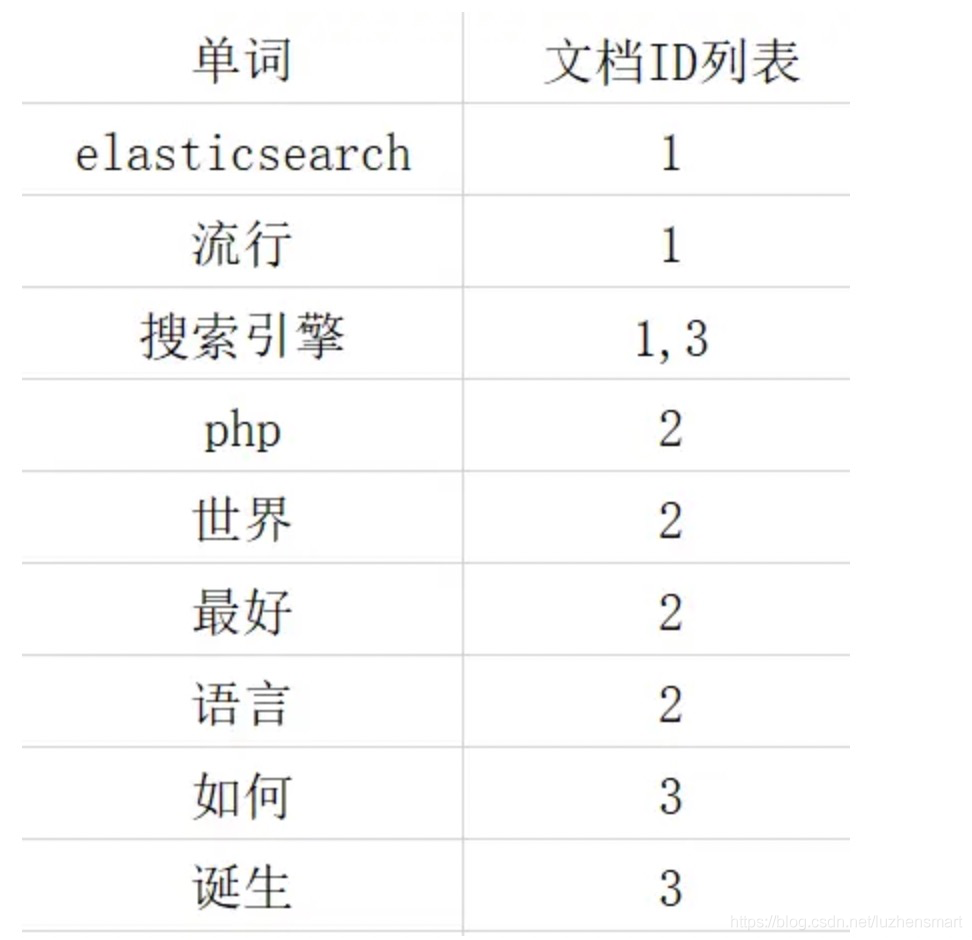 单词 文档ID列表
elasticsearch 1
流行 1
搜索引擎 1,3
php 2
世界 2
最好 2
语言 2
如何 3
诞生 3
https://blog.csdn.net/luzhensmart